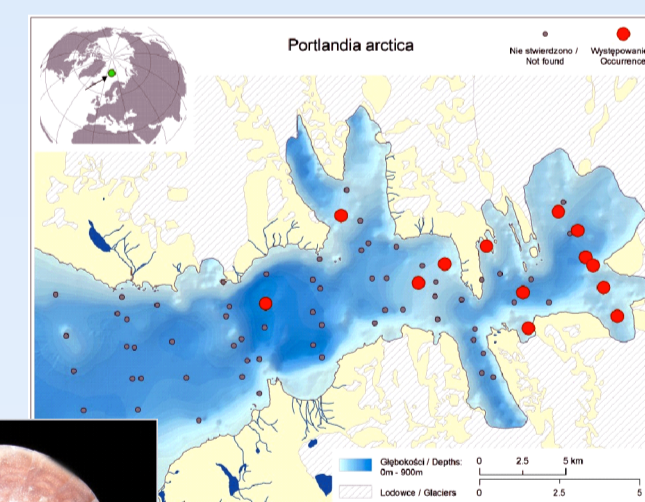 Portlandia arctica
Nie stwierdzono /
Not found
Występowanie
Occurrence
Głębokości / Depths:
0m - 900m
0 2.5 5 km
Lodowce / Glaciers
0 2.5 5